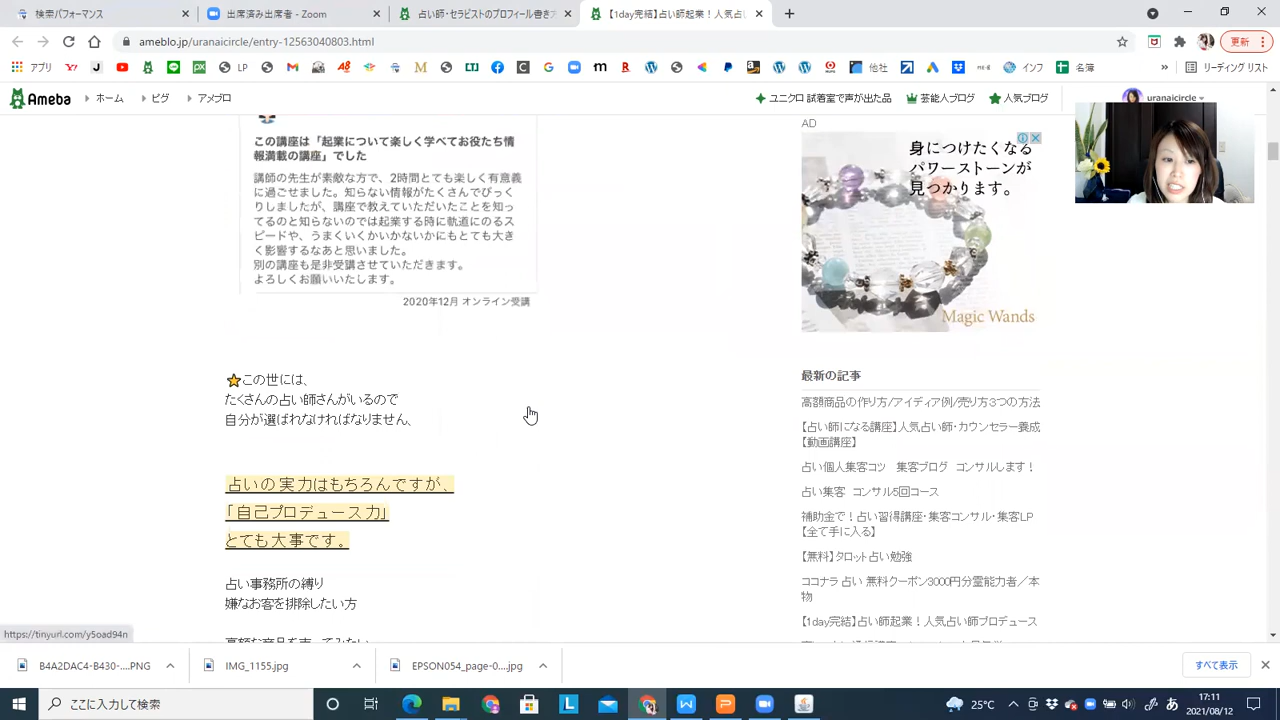 検索パフォーマンス
出席済み出席者 - Zoom
占い師・セラピストのプロフィール書き方
【1day完結】占い師起業！人気占い
ameblo.jp/uranaicircle/entry-12563040803.html
更新
アプリ
LP
LP
他社
インフ
名簿
リーディング リスト
Ameba
ホーム
ピグ
アメブロ
ユニクロ 試着室で声が出た品
芸能人ブログ
人気ブログ
uranaicircle
この講座は「起業について楽しく学べてお役たち情
報満載の講座」でした
講師の先生が素敵な方で、2時間とても楽しく有意義
に過ごせました。知らない情報がたくさんでびっく
りしましたが、講座で教えていただいたことを知っ
てるのと知らないのでは起業する時に軌道にのるス
ピードや、うまくいくかいかないかにもとても大き
く影響するなあと思いました。
別の講座も是非受講させていただきます。
よろしくお願いいたします。
2020年12月 オンライン受講
この世には、
たくさんの占い師さんがいるので
自分が選ばれなければなりません、
占いの実力はもちろんですが、
「自己プロデュース力」
とても大事です。
占い事務所の縛り
嫌なお客を排除したい方
AD
身につけたくなる
パワーストーンが
見つかります。
Magic Wands
最新の記事
高額商品の作り方/アイディア例/売り方３つの方法
【占い師になる講座】人気占い師・カウンセラー養成
【動画講座】
占い個人集客コツ　集客ブログ　コンサルします！
占い集客　コンサル5回コース
補助金で！占い習得講座・集客コンサル・集客LP
【全て手に入る】
【無料】タロット占い勉強
ココナラ 占い 無料クーポン3000円分霊能力者／本
物
【1day完結】占い師起業！人気占い師プロデュース
https://tinyurl.com/y5oad94n
B4A2DAC4-B430-....PNG
IMG_1155.jpg
EPSON054_page-0....jpg
すべて表示
ここに入力して検索
25℃
17:11
2021/08/12